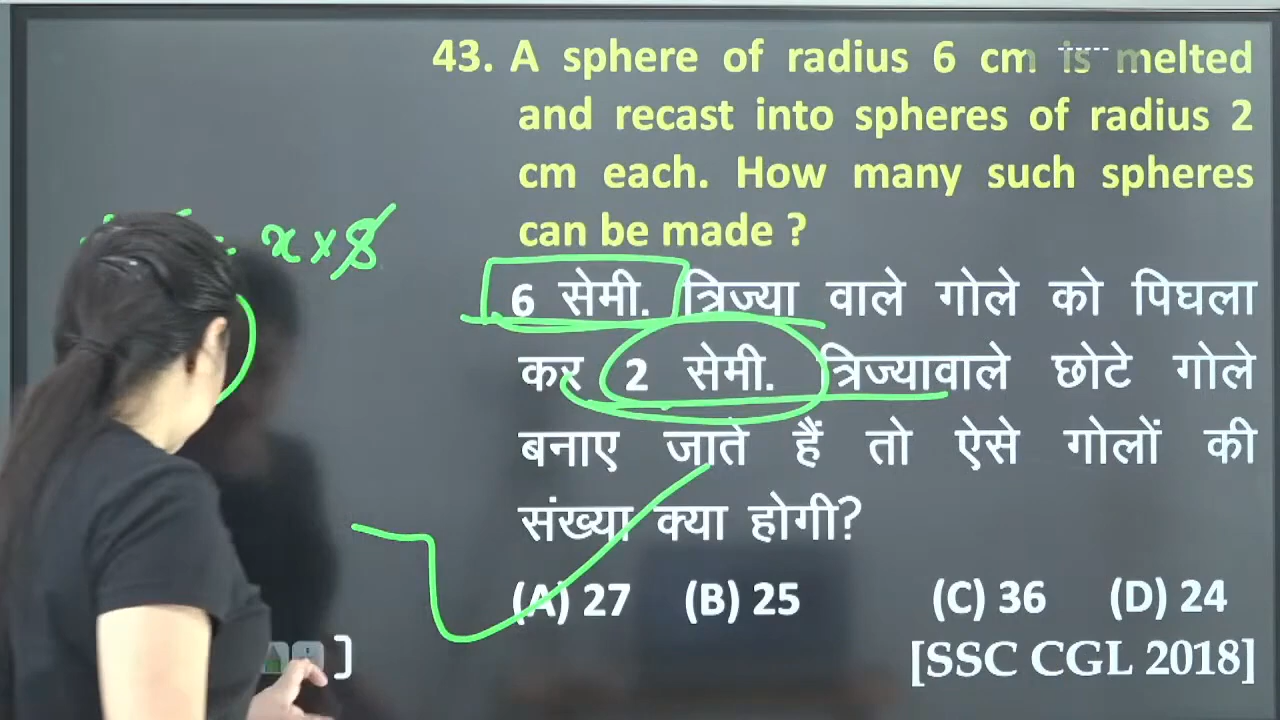 43. A sphere of radius 6 cm is melted
and recast into spheres of radius 2
cm each. How many such spheres
can be made ?
x × 8
6 सेमी. त्रिज्या वाले गोले को पिघला
कर 2 सेमी. त्रिज्यावाले छोटे गोले
बनाए जाते हैं तो ऐसे गोलों की
संख्या क्या होगी?
(A) 27 (B) 25 (C) 36 (D) 24
[SSC CGL 2018]
]